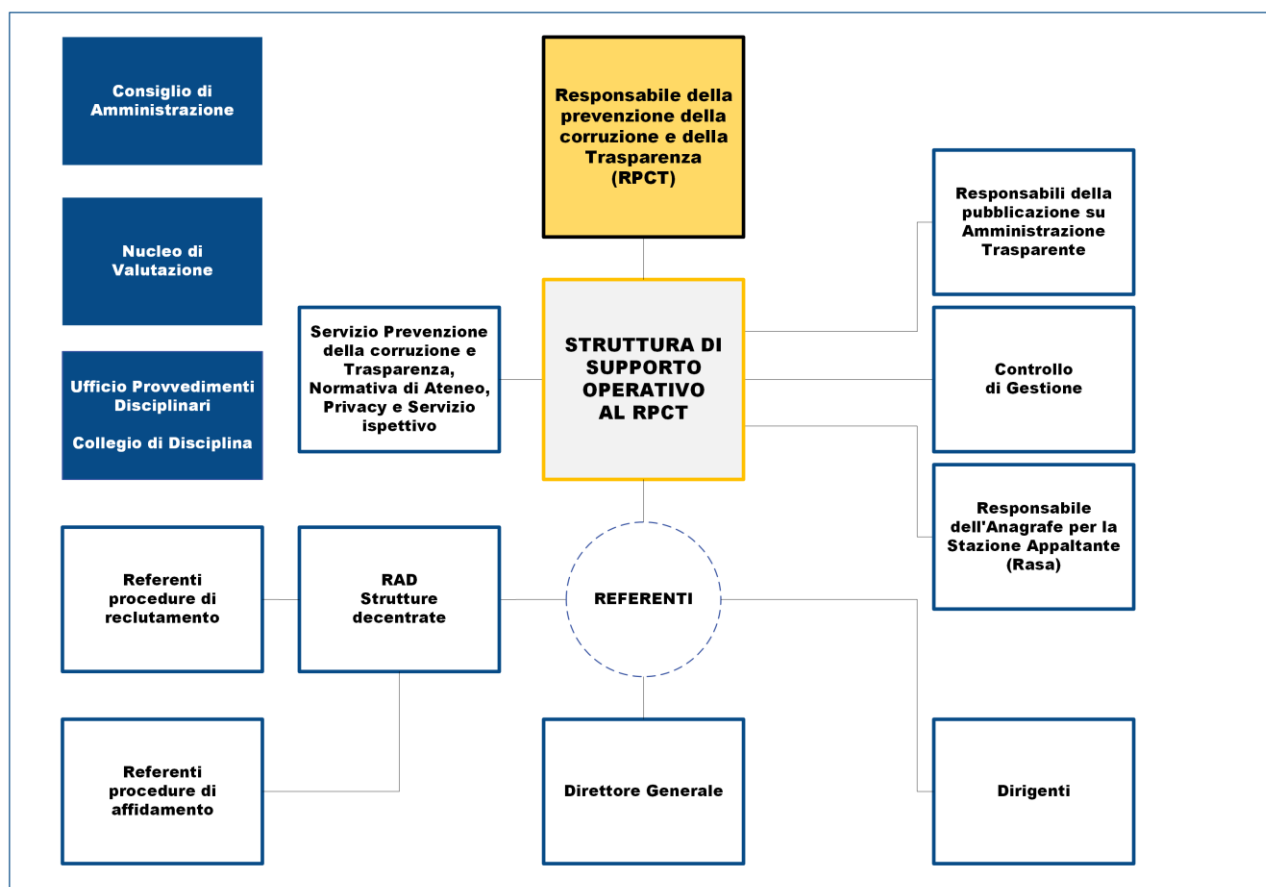 Consiglio di
Amministrazione
Responsabile della
prevenzione della
corruzione e della
Trasparenza
(RPCT)
Responsabili della
pubblicazione su
Amministrazione
Trasparente
Nucleo di
Valutazione
Servizio Prevenzione
della corruzione e
Trasparenza,
Normativa di Ateneo,
Privacy e Servizio
ispettivo
STRUTTURA DI
SUPPORTO
OPERATIVO
AL RPCT
Controllo
di Gestione
Ufficio Provvedimenti
Disciplinari
Collegio di Disciplina
Responsabile
dell'Anagrafe per la
Stazione Appaltante
(Rasa)
Referenti
procedure di
reclutamento
RAD
Strutture
decentrate
REFERENTI
Referenti
procedure di
affidamento
Direttore Generale
Dirigenti